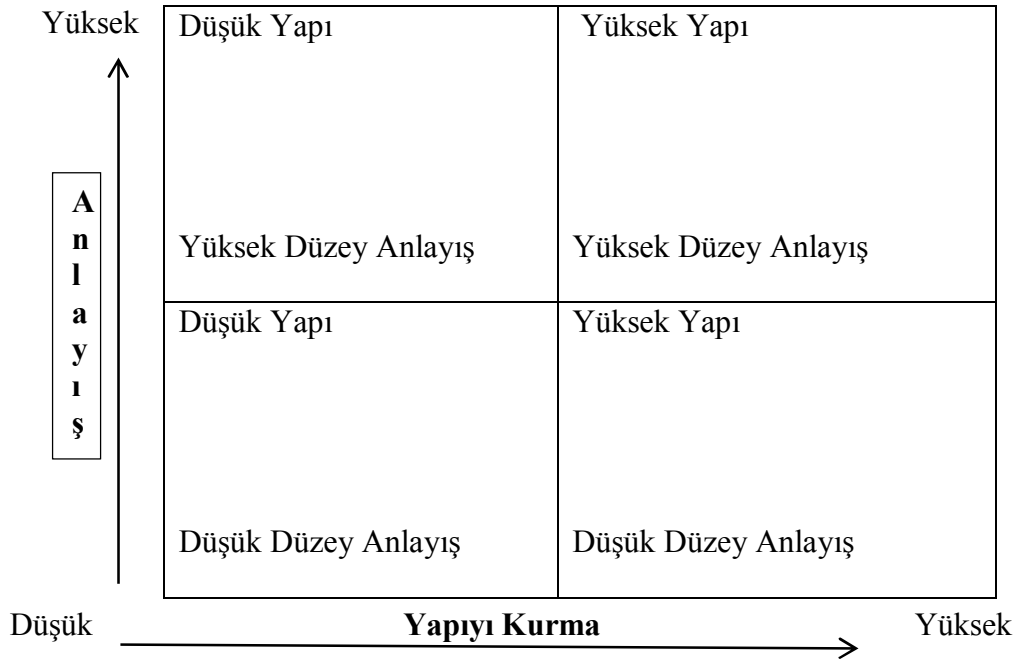 Yüksek
Düşük Yapı
Yüksek Yapı
Yüksek Düzey Anlayış
Yüksek Düzey Anlayış
Anlayış
Düşük Yapı
Yüksek Yapı
Düşük Düzey Anlayış
Düşük Düzey Anlayış
Düşük
Yapıyı Kurma
Yüksek